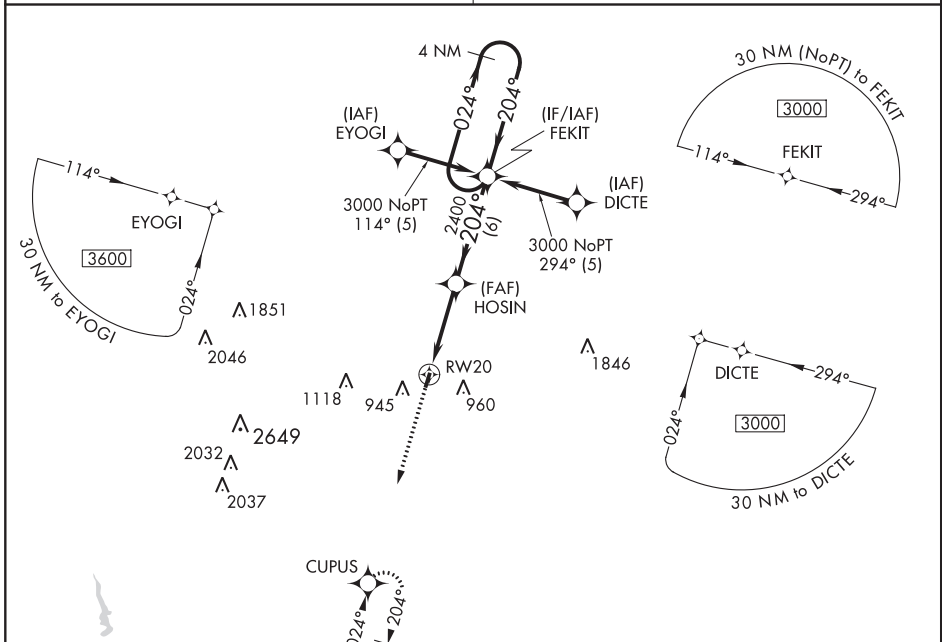 4 NM
024°
204°
(IAF)
EYOGI
(IF/IAF)
FEKIT
(IAF)
DICTE
3000 NoPT
114° (5)
2400
204°
(6)
3000 NoPT
294° (5)
(FAF)
HOSIN
RW20
30 NM (NoPT) to FEKIT
3000
FEKIT
114°
294°
114°
EYOGI
3600
024°
30 NM to EYOGI
1851
2046
1846
1118
945
960
2649
2032
2037
DICTE
294°
024°
3000
30 NM to DICTE
CUPUS
024°
204°